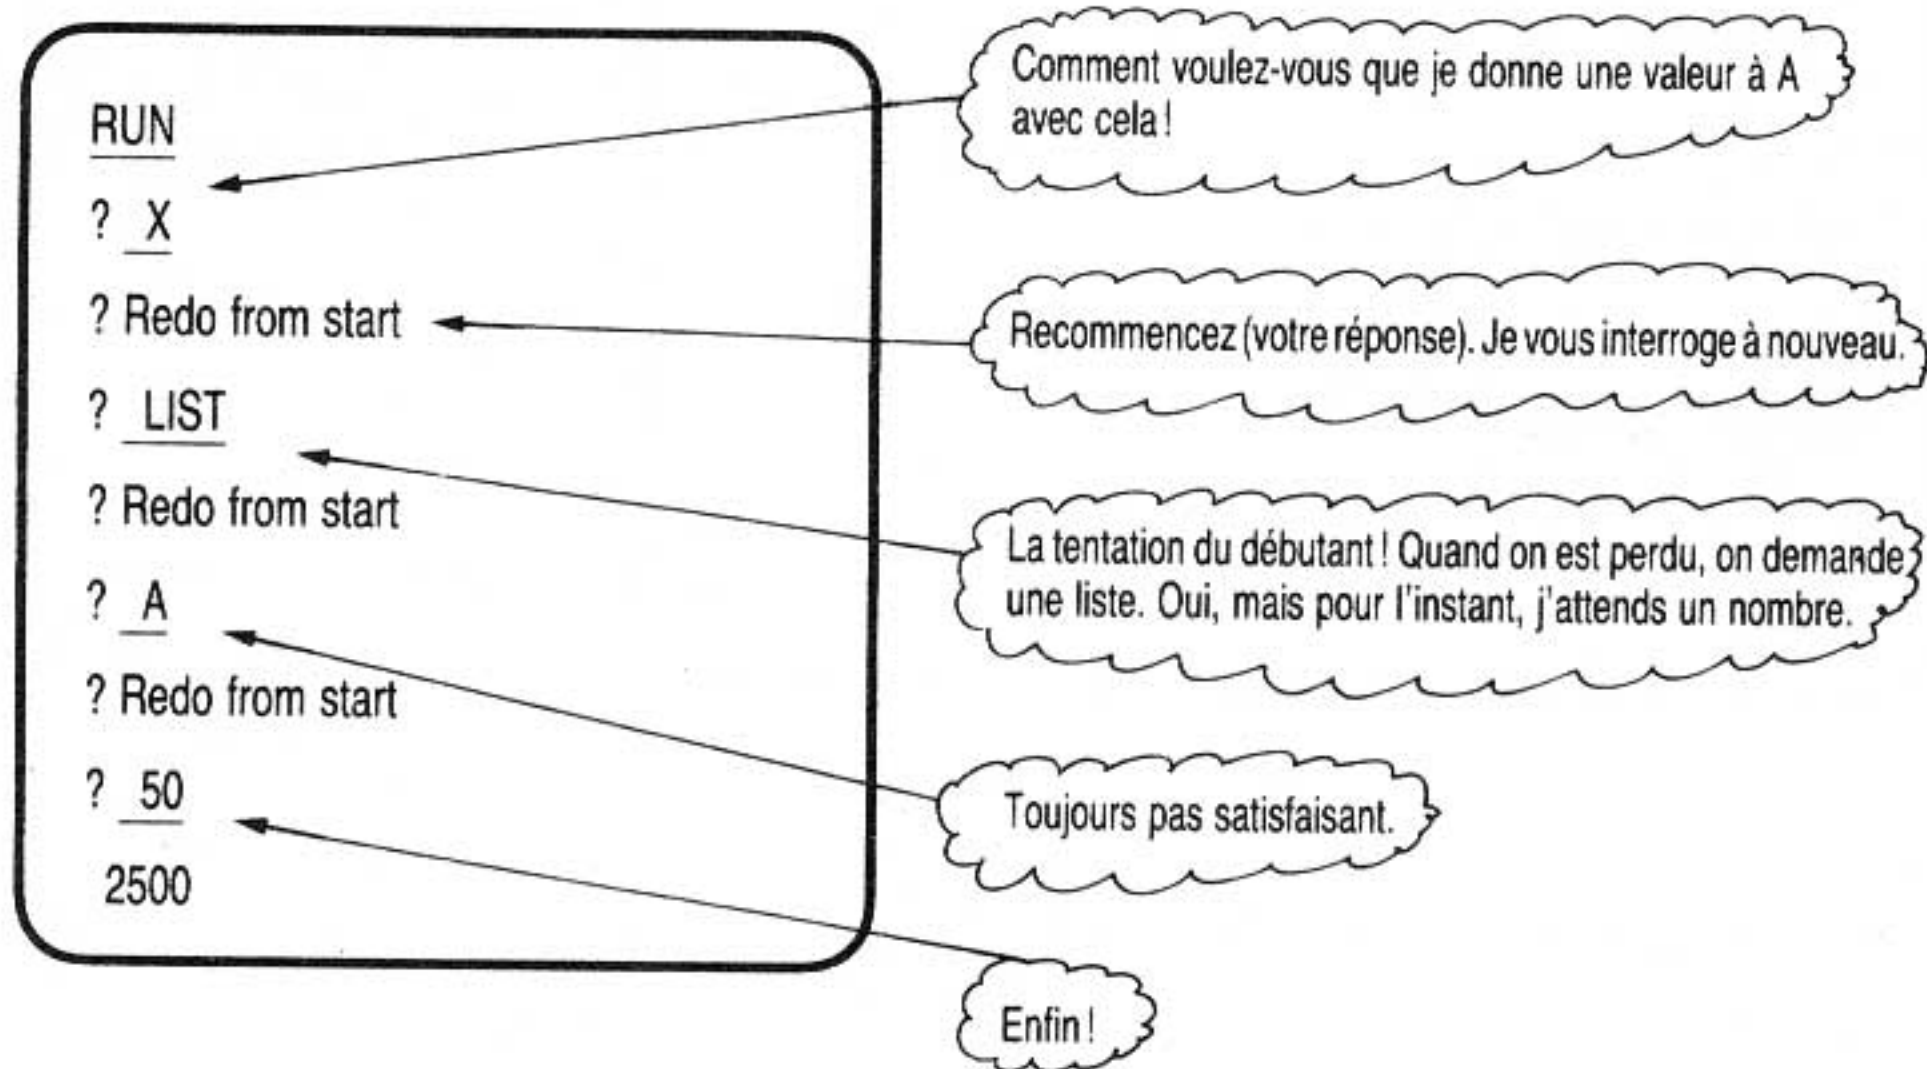 RUN
? X
? Redo from start
? LIST
? Redo from start
? A
? Redo from start
? 50
2500
Comment voulez-vous que je donne une valeur à A
avec cela !
Recommencez (votre réponse). Je vous interroge à nouveau.
La tentation du débutant ! Quand on est perdu, on demande
une liste. Oui, mais pour l'instant, j'attends un nombre.
Toujours pas satisfaisant.
Enfin !